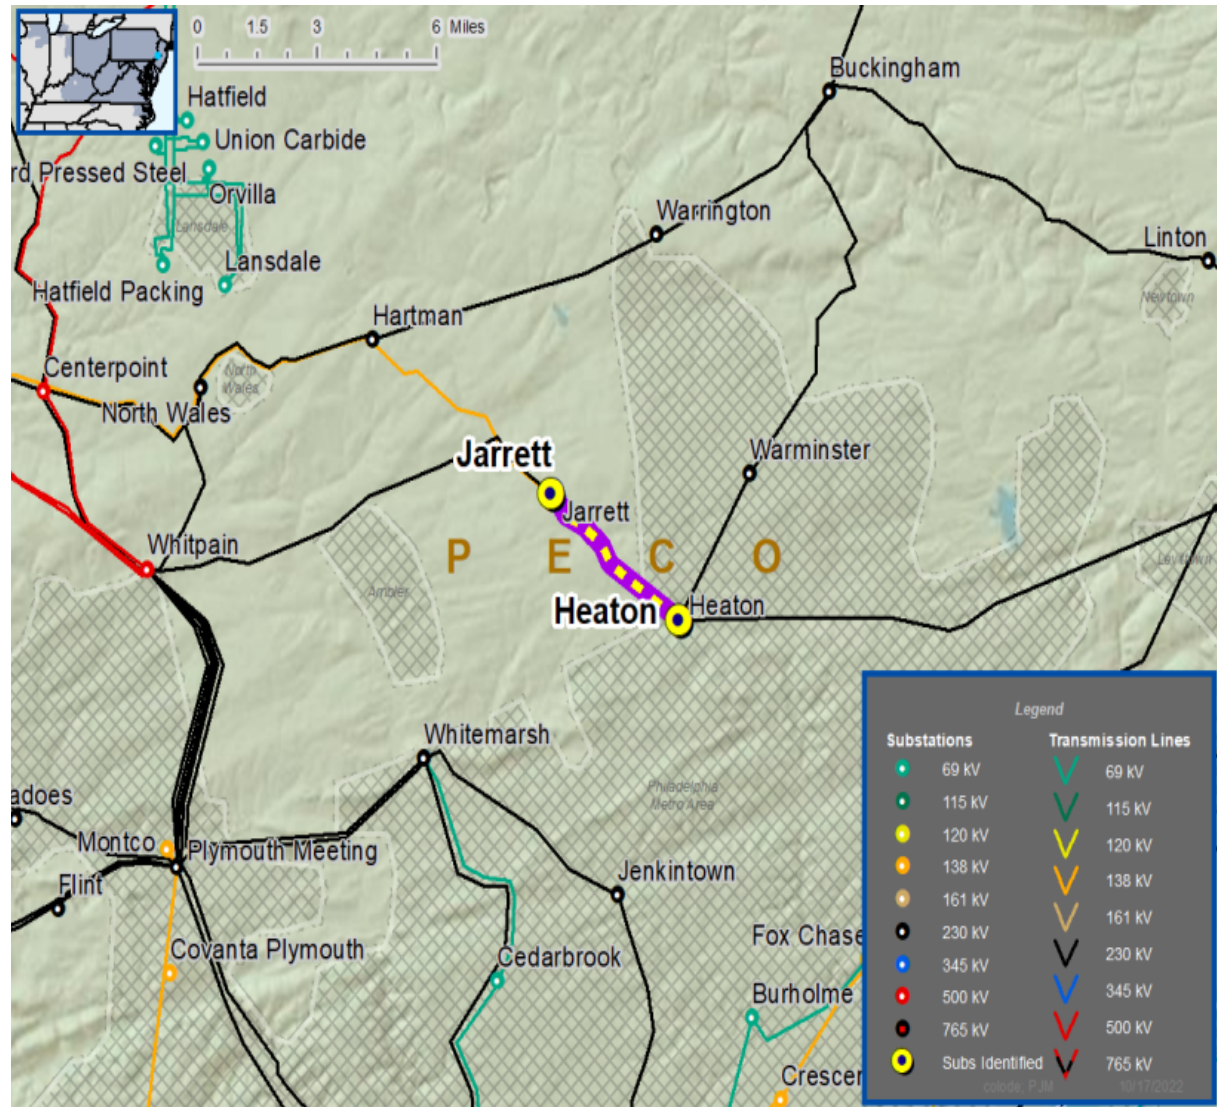 0 1.5 3 6 Miles
Buckingham
Hatfield
Union Carbide
rd Pressed Steel
Orvilla
Lansdale
Warrington
Linton
Lansdale
Hatfield Packing
Newtown
Hartman
Centerpoint
North
Wales
North Wales
Jarrett
Warminster
Jarrett
Whitpain
P E C O
Levittown
Ambler
Heaton
Heaton
Whitemarsh
Philadelphia
Metro Area
adoes
Montco
Plymouth Meeting
Flint
Jenkintown
Covanta Plymouth
Cedarbrook
Fox Chase
Burholme
Crescen
Legend
Substations Transmission Lines
69 kV 69 kV
115 kV 115 kV
120 kV 120 kV
138 kV 138 kV
161 kV 161 kV
230 kV 230 kV
345 kV 345 kV
500 kV 500 kV
765 kV 765 kV
Subs Identified
PJM 10/17/2022